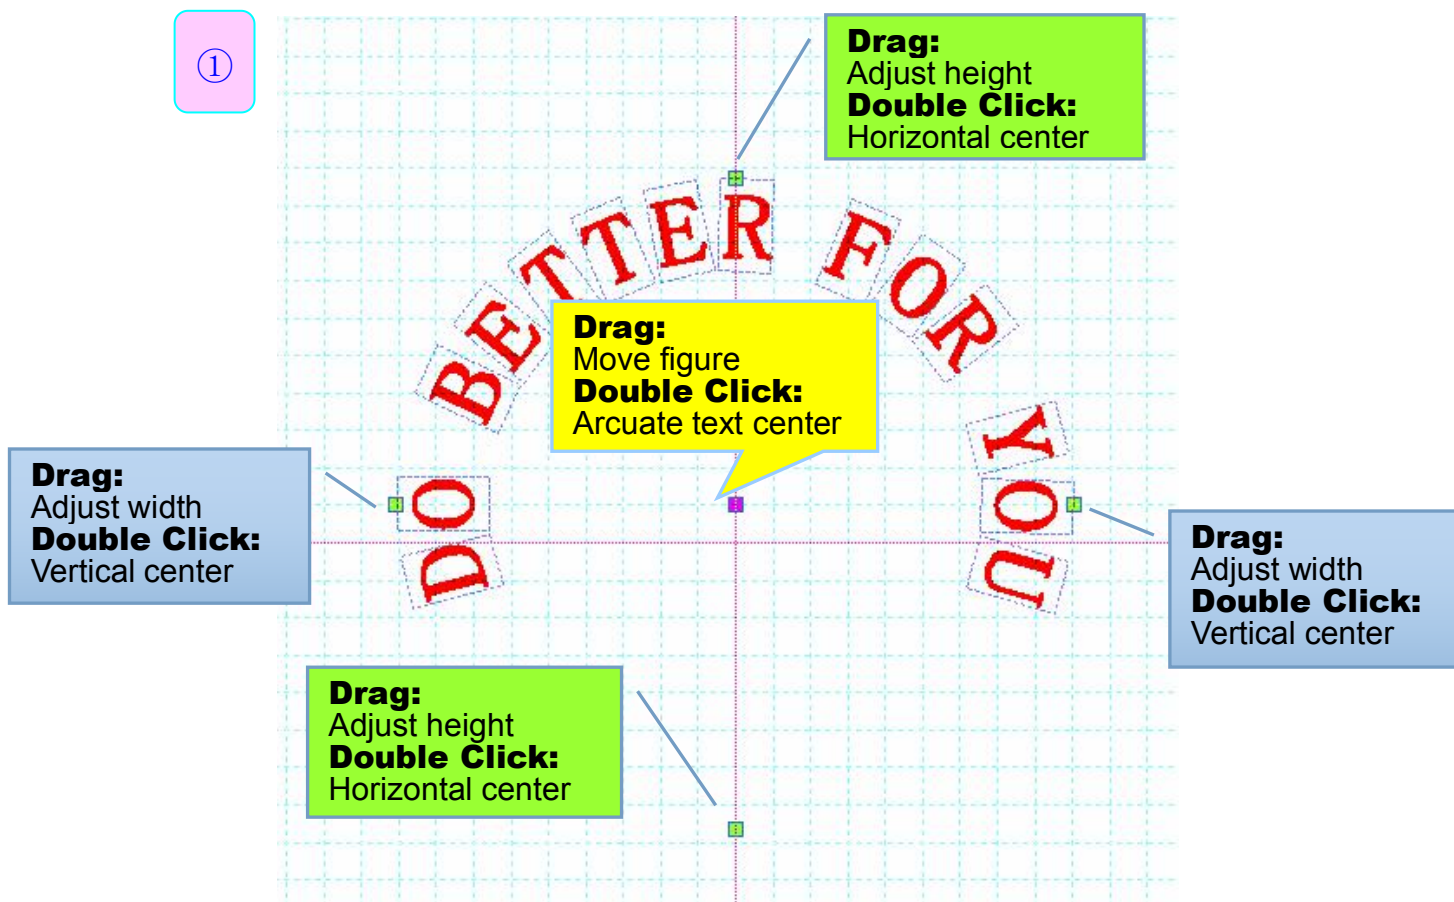 ①
Drag:
Adjust height
Double Click:
Horizontal center
DO BETTER FOR YOU
Drag:
Move figure
Double Click:
Arcuate text center
Drag:
Adjust width
Double Click:
Vertical center
Drag:
Adjust width
Double Click:
Vertical center
Drag:
Adjust height
Double Click:
Horizontal center